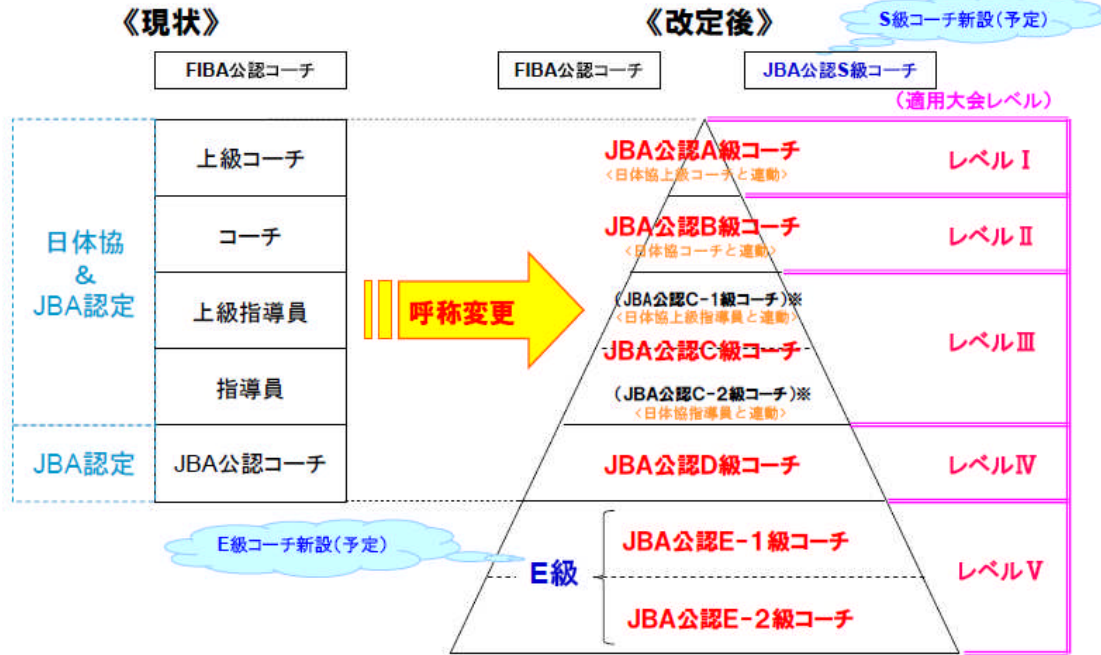 《現状》
《改定後》
S級コーチ新設(予定)
FIBA公認コーチ
FIBA公認コーチ
JBA公認S級コーチ
(適用大会レベル)
日体協
&
JBA認定
JBA認定
上級コーチ
コーチ
上級指導員
指導員
JBA公認コーチ
呼称変更
JBA公認A級コーチ
<日体協上級コーチと連動>
JBA公認B級コーチ
<日体協コーチと連動>
(JBA公認C-1級コーチ)※
<日体協上級指導員と連動>
JBA公認C級コーチ
(JBA公認C-2級コーチ)※
<日体協指導員と連動>
JBA公認D級コーチ
E級コーチ新設(予定)
E級
JBA公認E-1級コーチ
JBA公認E-2級コーチ
レベルⅠ
レベルⅡ
レベルⅢ
レベルⅣ
レベルⅤ